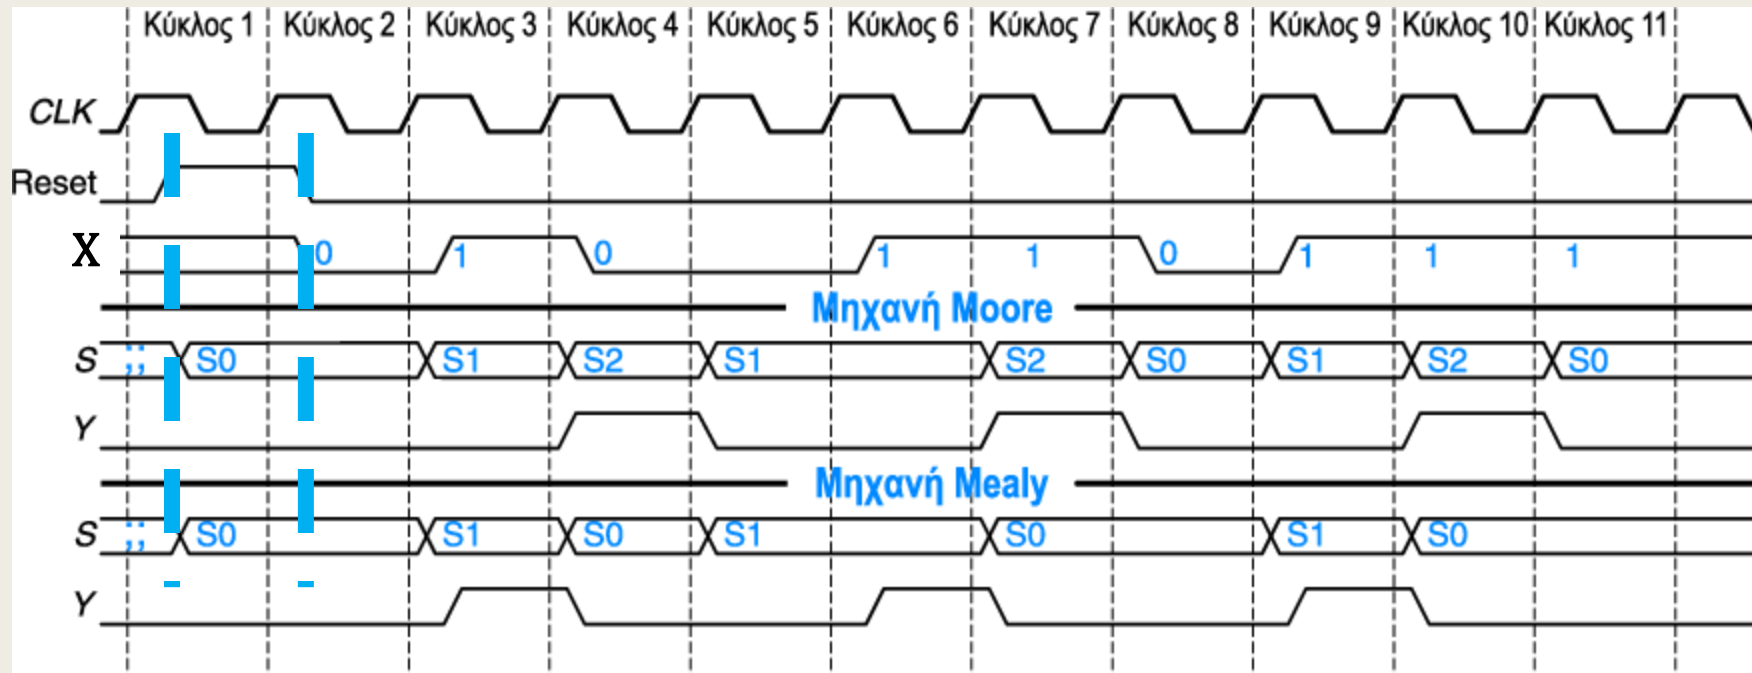 Κύκλος 1 Κύκλος 2 Κύκλος 3 Κύκλος 4 Κύκλος 5 Κύκλος 6 Κύκλος 7 Κύκλος 8 Κύκλος 9 Κύκλος 10 Κύκλος 11
CLK
Reset
X 0 1 0 1 1 0 1 1 1
Μηχανή Moore
S ;; S0 S1 S2 S1 S2 S0 S1 S2 S0
Y
Μηχανή Mealy
S ;; S0 S1 S0 S1 S0 S1 S0
Y